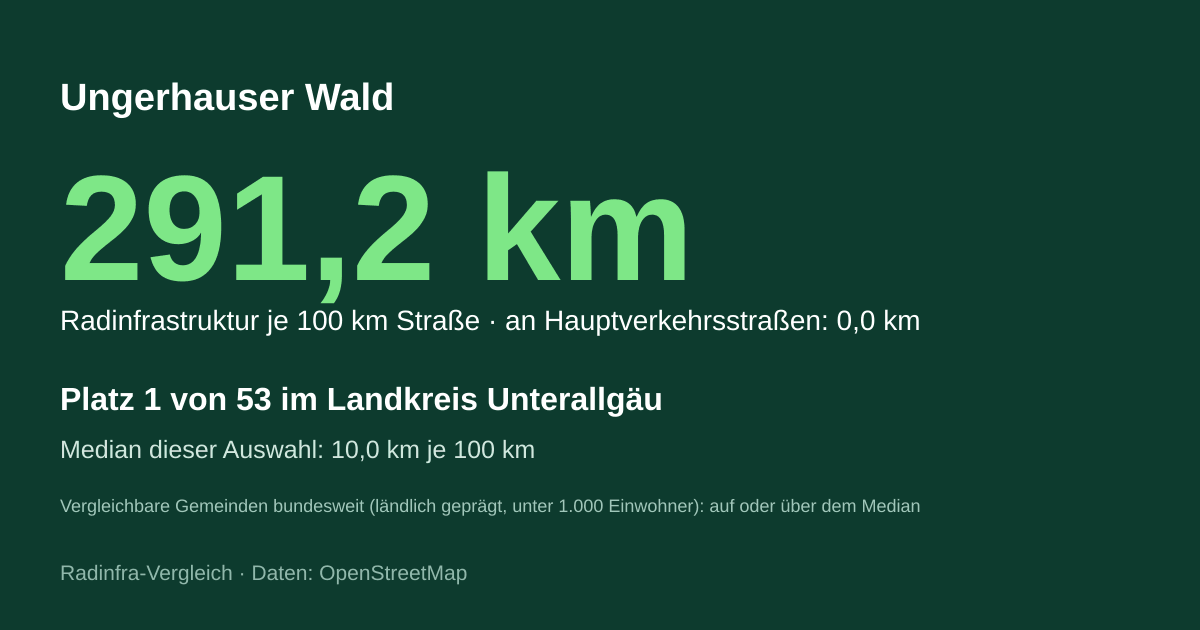 Ungerhauser Wald
291,2 km
Radinfrastruktur je 100 km Straße · an Hauptverkehrsstraßen: 0,0 km
Platz 1 von 53 im Landkreis Unterallgäu
Median dieser Auswahl: 10,0 km je 100 km
Vergleichbare Gemeinden bundesweit (ländlich geprägt, unter 1.000 Einwohner): auf oder über dem Median
Radinfra-Vergleich · Daten: OpenStreetMap